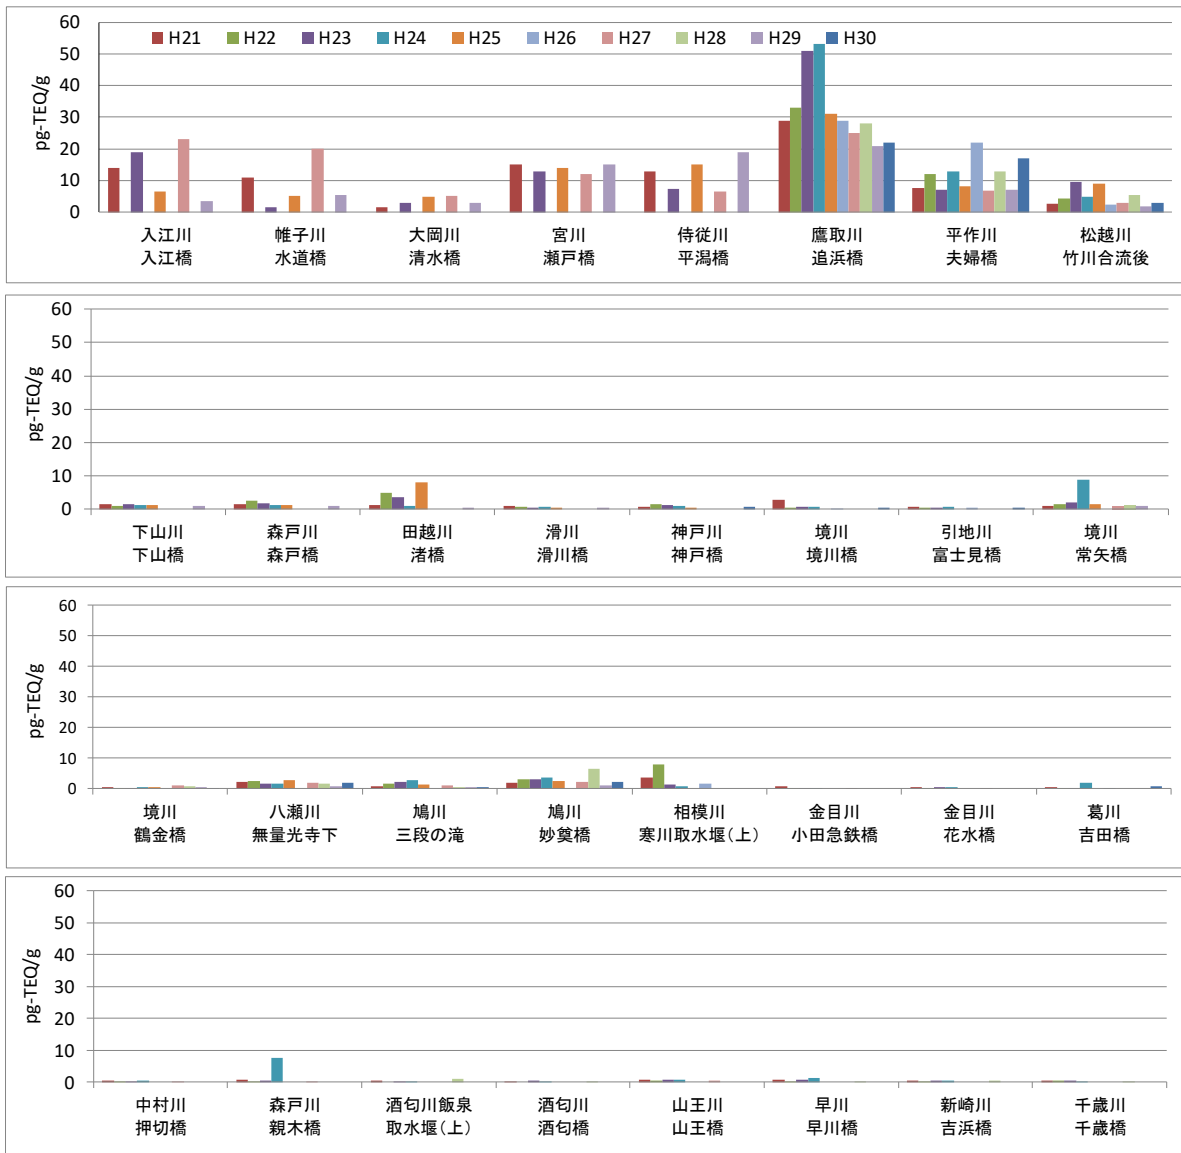 60
50
40
30
20
10
0
pg-TEQ/g
H21 H22 H23 H24 H25 H26 H27 H28 H29 H30
入江川 帷子川 大岡川 宮川 侍従川 鷹取川 平作川 松越川
入江橋 水道橋 清水橋 瀬戸橋 平潟橋 追浜橋 夫婦橋 竹川合流後
60
50
40
30
20
10
0
pg-TEQ/g
下山川 森戸川 田越川 滑川 神戸川 境川 引地川 境川
下山橋 森戸橋 渚橋 滑川橋 神戸橋 境川橋 富士見橋 常矢橋
60
50
40
30
20
10
0
pg-TEQ/g
境川 八瀬川 鳩川 鳩川 相模川 金目川 金目川 葛川
鶴金橋 無量光寺下 三段の滝 妙奠橋 寒川取水堰(上) 小田急鉄橋 花水橋 吉田橋
60
50
40
30
20
10
0
pg-TEQ/g
中村川 森戸川 酒匂川飯泉 酒匂川 山王川 早川 新崎川 千歳川
押切橋 親木橋 取水堰(上) 酒匂橋 山王橋 早川橋 吉浜橋 千歳橋